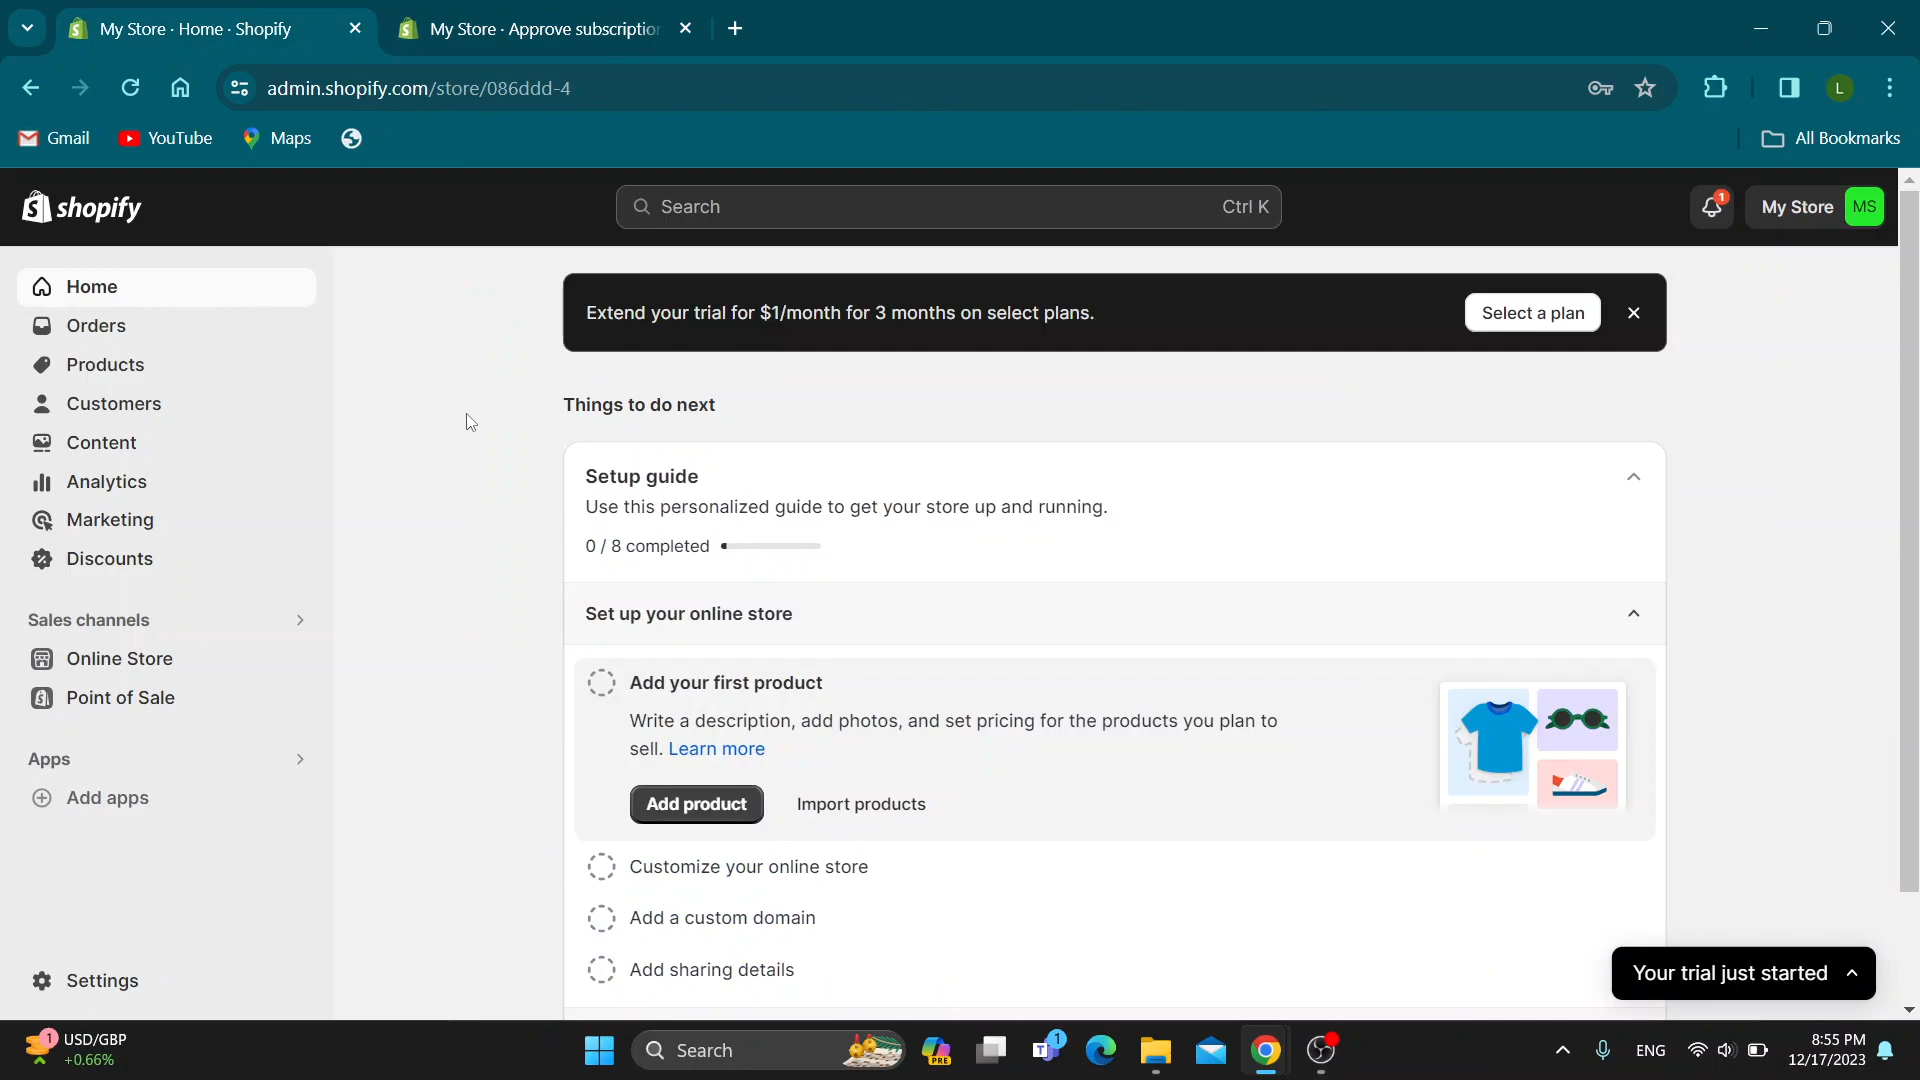 My Store · Home · Shopify
My Store · Approve subscription
admin.shopify.com/store/086ddd-4
L
Gmail
YouTube
Maps
All Bookmarks
shopify
Search
Ctrl K
1
My Store
MS
Home
Orders
Products
Customers
Content
Analytics
Marketing
Discounts
Sales channels
Online Store
Point of Sale
Apps
Add apps
Settings
Extend your trial for $1/month for 3 months on select plans.
Select a plan
Things to do next
Setup guide
Use this personalized guide to get your store up and running.
0 / 8 completed
Set up your online store
Add your first product
Write a description, add photos, and set pricing for the products you plan to
sell. Learn more
Add product
Import products
Customize your online store
Add a custom domain
Add sharing details
Your trial just started
1
USD/GBP
+0.66%
Search
PRE
1
ENG
8:55 PM
12/17/2023